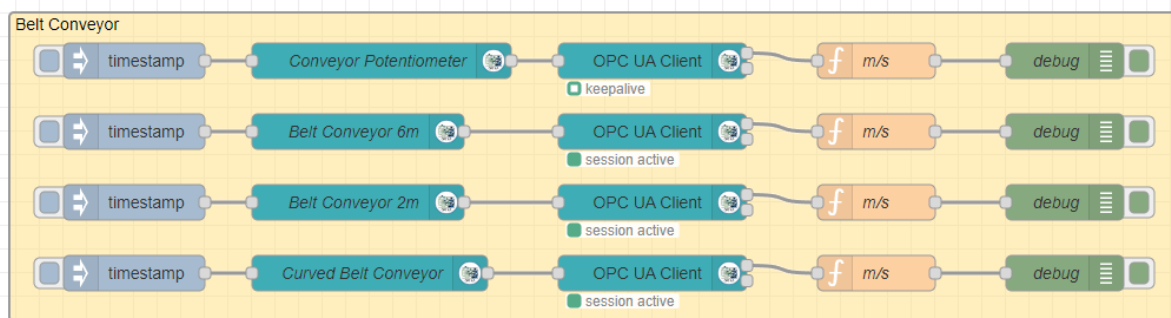 Belt Conveyor
timestamp Conveyor Potentiometer OPC UA Client m/s debug
keepalive
timestamp Belt Conveyor 6m OPC UA Client m/s debug
session active
timestamp Belt Conveyor 2m OPC UA Client m/s debug
session active
timestamp Curved Belt Conveyor OPC UA Client m/s debug
session active